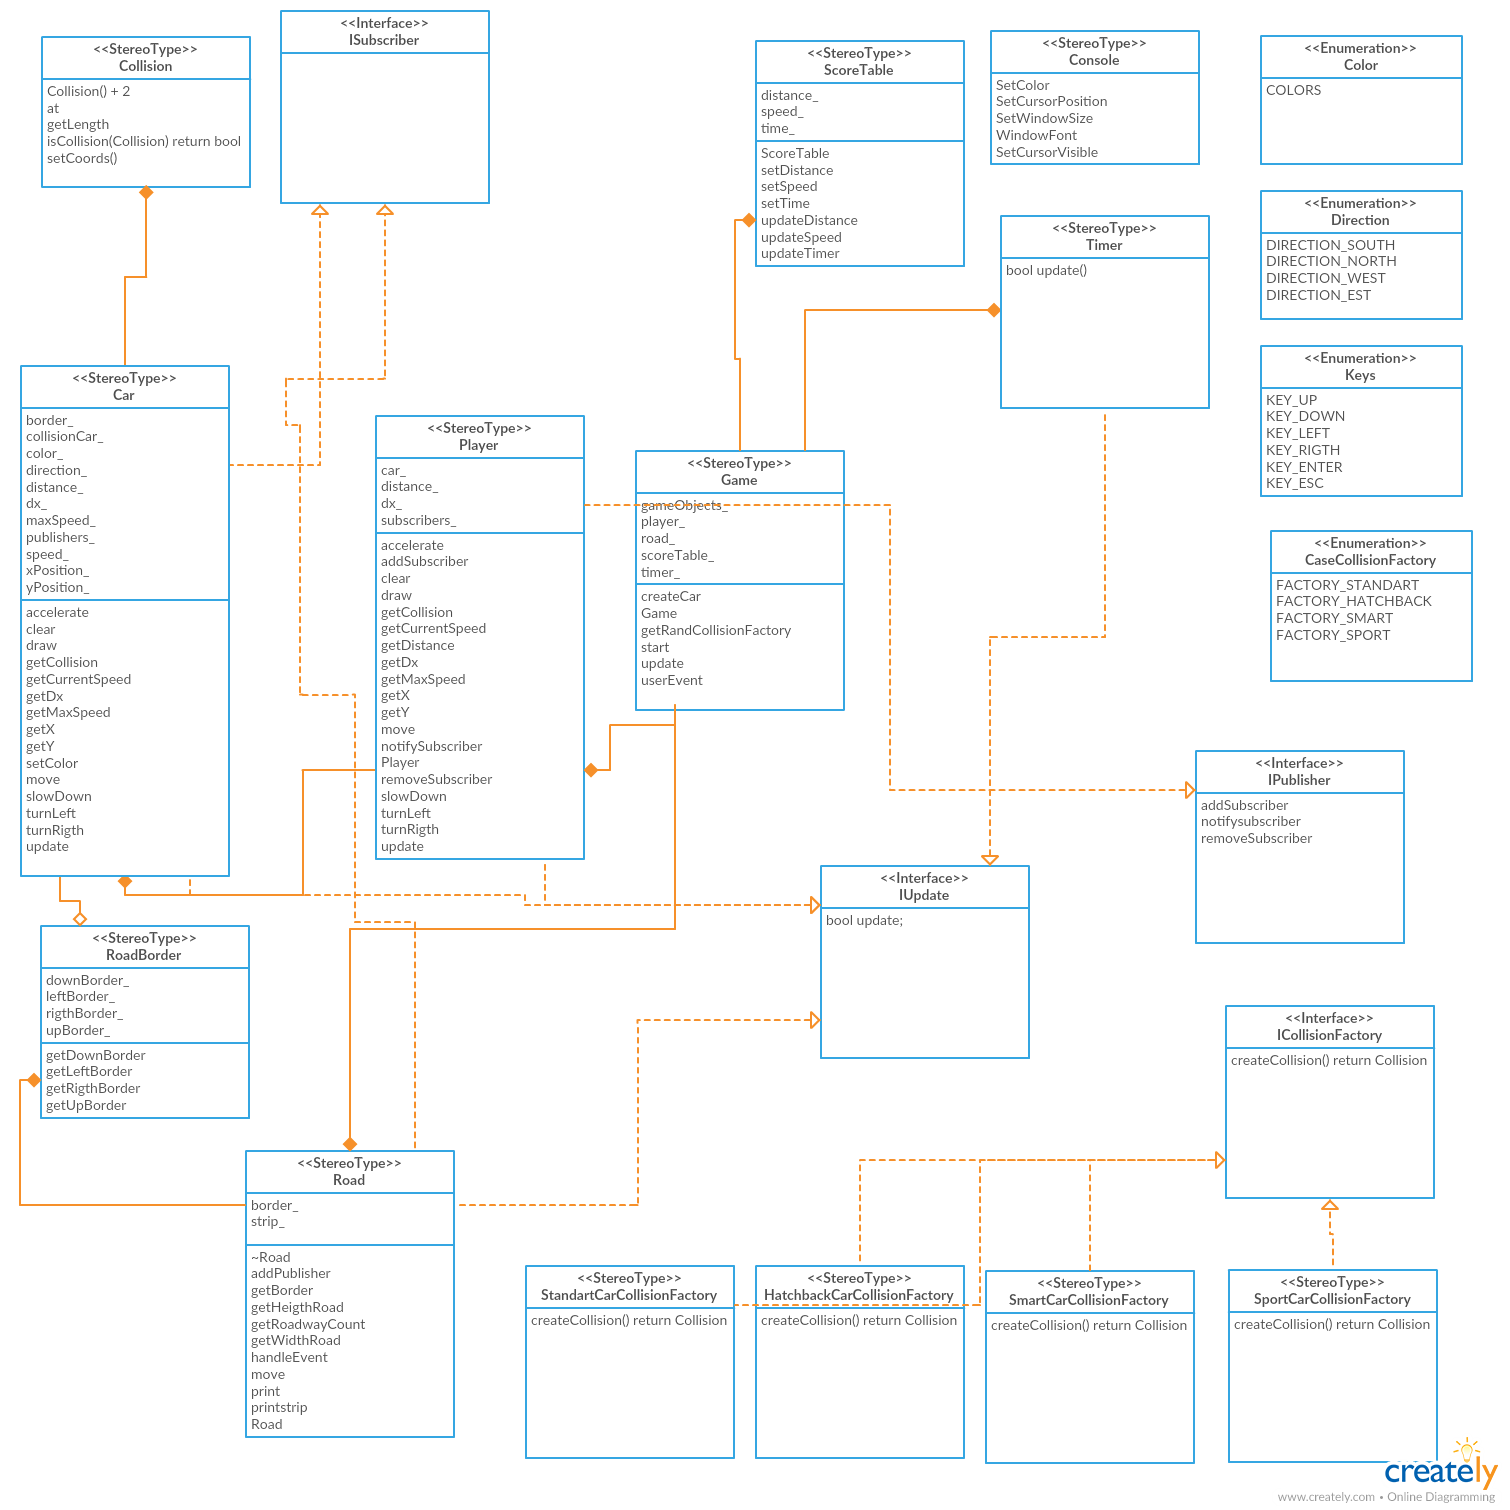 <<StereoType>>
Collision
Collision() + 2
at
getLength
isCollision(Collision) return bool
setCoords()
<<Interface>>
ISubscriber
<<StereoType>>
ScoreTable
distance_
speed_
time_
ScoreTable
setDistance
setSpeed
setTime
updateDistance
updateSpeed
updateTimer
<<StereoType>>
Console
SetColor
SetCursorPosition
SetWindowSize
WindowFont
SetCursorVisible
<<Enumeration>>
Color
COLORS
<<Enumeration>>
Direction
DIRECTION_SOUTH
DIRECTION_NORTH
DIRECTION_WEST
DIRECTION_EST
<<StereoType>>
Timer
bool update()
<<Enumeration>>
Keys
KEY_UP
KEY_DOWN
KEY_LEFT
KEY_RIGTH
KEY_ENTER
KEY_ESC
<<StereoType>>
Car
border_
collisionCar_
color_
direction_
distance_
dx_
maxSpeed_
publishers_
speed_
xPosition_
yPosition_
accelerate
clear
draw
getCollision
getCurrentSpeed
getDx
getMaxSpeed
getX
getY
setColor
move
slowDown
turnLeft
turnRigth
update
<<StereoType>>
Player
car_
distance_
dx_
subscribers_
accelerate
addSubscriber
clear
draw
getCollision
getCurrentSpeed
getDistance
getDx
getMaxSpeed
getX
getY
move
notifySubscriber
Player
removeSubscriber
slowDown
turnLeft
turnRigth
update
<<StereoType>>
Game
gameObjects_
player_
road_
scoreTable_
timer_
createCar
Game
getRandCollisionFactory
start
update
userEvent
<<Enumeration>>
CaseCollisionFactory
FACTORY_STANDART
FACTORY_HATCHBACK
FACTORY_SMART
FACTORY_SPORT
<<Interface>>
IPublisher
addSubscriber
notifysubscriber
removeSubscriber
<<Interface>>
IUpdate
bool update;
<<StereoType>>
RoadBorder
downBorder_
leftBorder_
rigthBorder_
upBorder_
getDownBorder
getLeftBorder
getRigthBorder
getUpBorder
<<Interface>>
ICollisionFactory
createCollision() return Collision
<<StereoType>>
Road
border_
strip_
~Road
addPublisher
getBorder
getHeigthRoad
getRoadwayCount
getWidthRoad
handleEvent
move
print
printstrip
Road
<<StereoType>>
StandartCarCollisionFactory
createCollision() return Collision
<<StereoType>>
HatchbackCarCollisionFactory
createCollision() return Collision
<<StereoType>>
SmartCarCollisionFactory
createCollision() return Collision
<<StereoType>>
SportCarCollisionFactory
createCollision() return Collision
creately
www.creately.com • Online Diagramming